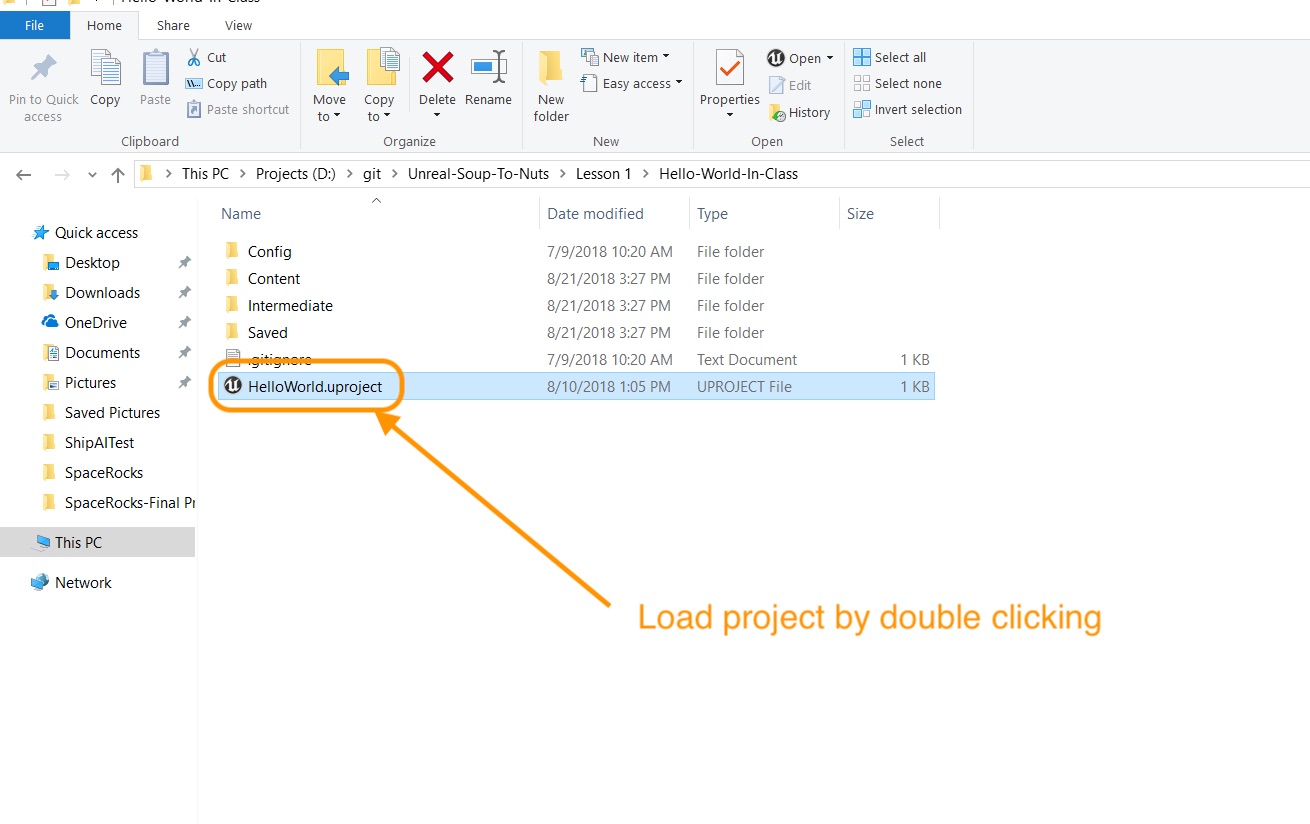 Hello-World-In-Class
File Home Share View
Pin to Quick access
Copy
Paste
Cut
Copy path
Paste shortcut
Clipboard
Move to
Copy to
Delete
Rename
Organize
New folder
New item
Easy access
New
Properties
Open
Edit
History
Open
Select all
Select none
Invert selection
Select
This PC > Projects (D:) > git > Unreal-Soup-To-Nuts > Lesson 1 > Hello-World-In-Class
Quick access
Desktop
Downloads
OneDrive
Documents
Pictures
Saved Pictures
ShipAITest
SpaceRocks
SpaceRocks-Final Pr
This PC
Network
Name Date modified Type Size
Config 7/9/2018 10:20 AM File folder
Content 8/21/2018 3:27 PM File folder
Intermediate 8/21/2018 3:27 PM File folder
Saved 8/21/2018 3:27 PM File folder
.gitignore 7/9/2018 10:20 AM Text Document 1 KB
HelloWorld.uproject 8/10/2018 1:05 PM UPROJECT File 1 KB
Load project by double clicking